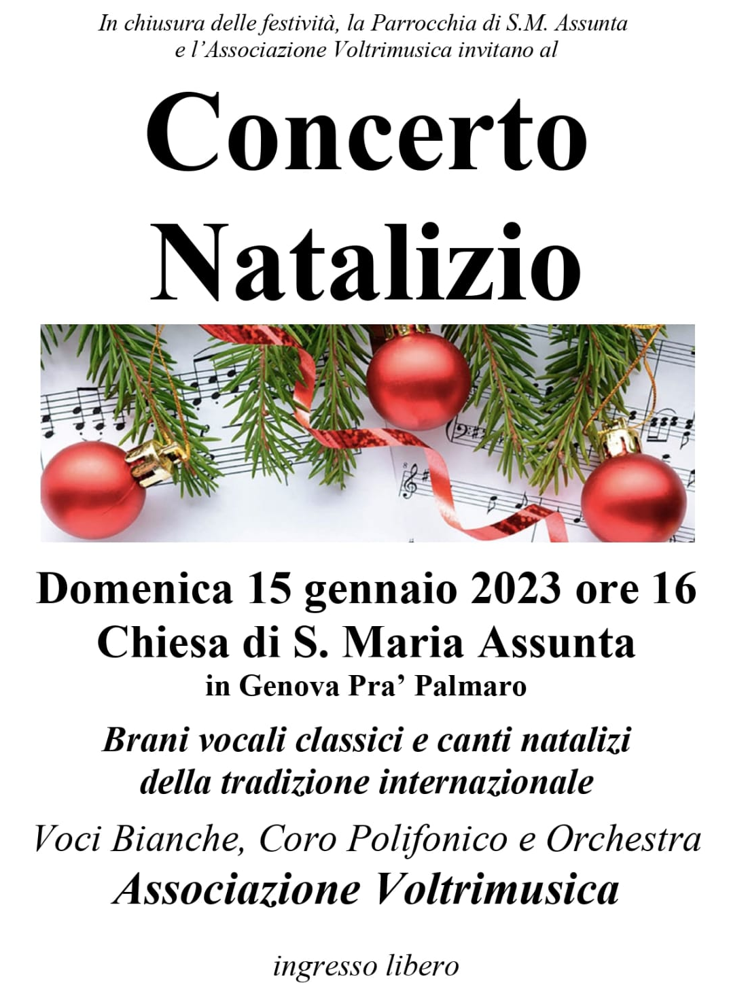 In chiusura delle festività, la Parrocchia di S.M. Assunta
e l’Associazione Voltrimusica invitano al
Concerto
Natalizio
Domenica 15 gennaio 2023 ore 16
Chiesa di S. Maria Assunta
in Genova Pra’ Palmaro
Brani vocali classici e canti natalizi
della tradizione internazionale
Voci Bianche, Coro Polifonico e Orchestra
Associazione Voltrimusica
ingresso libero